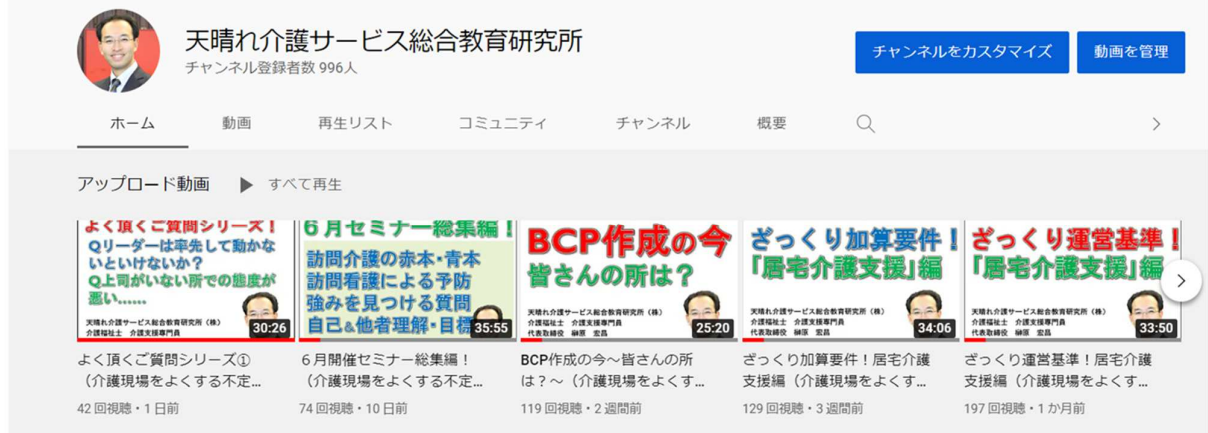 天晴れ介護サービス総合教育研究所
チャンネル登録者数 996人
チャンネルをカスタマイズ
動画を管理
ホーム
動画
再生リスト
コミュニティ
チャンネル
概要
アップロード動画
すべて再生
よく頂くご質問シリーズ！
Qリーダーは率先して動かな
いといけないか？
Q上司がいない所での態度が
悪い……
天晴れ介護サービス総合教育研究所（株）
介護福祉士 介護支援専門員
代表取締役 榊原 宏昌
30:26
6月セミナー総集編！
訪問介護の赤本・青本
訪問看護による予防
強みを見つける質問
自己&他者理解・目標
35:55
BCP作成の今
皆さんの所は？
天晴れ介護サービス総合教育研究所（株）
介護福祉士 介護支援専門員
代表取締役 榊原 宏昌
25:20
ざっくり加算要件！
「居宅介護支援」編
天晴れ介護サービス総合教育研究所（株）
介護福祉士 介護支援専門員
代表取締役 榊原 宏昌
34:06
ざっくり運営基準！
「居宅介護支援」編
天晴れ介護サービス総合教育研究所（株）
介護福祉士 介護支援専門員
代表取締役 榊原 宏昌
33:50
よく頂くご質問シリーズ①
（介護現場をよくする不定...
42 回視聴・1 日前
６月開催セミナー総集編！
（介護現場をよくする不定...
74 回視聴・10 日前
BCP作成の今～皆さんの所
は？～（介護現場をよくす...
119 回視聴・2 週間前
ざっくり加算要件！居宅介護
支援編（介護現場をよくす...
129 回視聴・3 週間前
ざっくり運営基準！居宅介護
支援編（介護現場をよくす...
197 回視聴・1 か月前